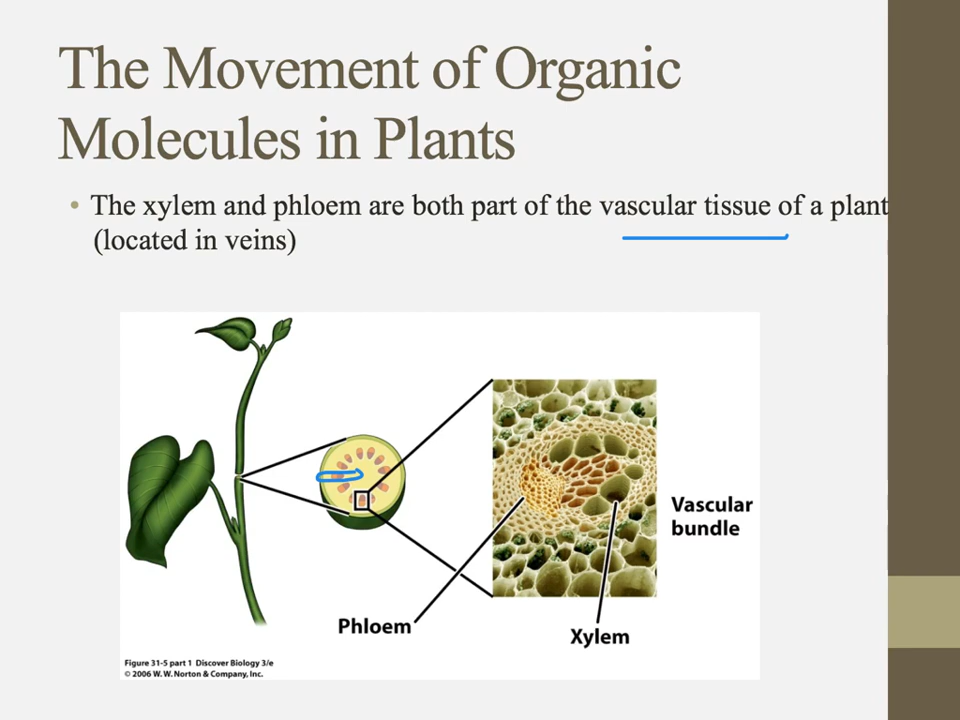 The Movement of Organic
Molecules in Plants
• The xylem and phloem are both part of the vascular tissue of a plant
(located in veins)
Vascular
bundle
Phloem
Xylem
Figure 31-5 part 1 Discover Biology 3/e
© 2006 W. W. Norton & Company, Inc.